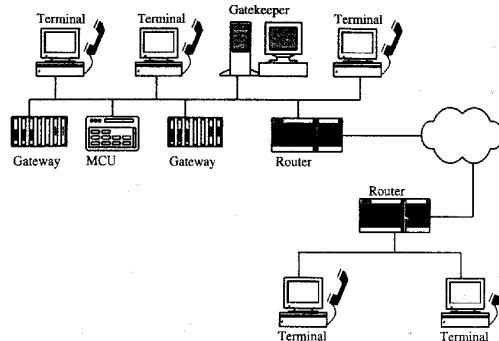 Gatekeeper
Terminal
Terminal
Terminal
Gateway
MCU
Gateway
Router
Router
Terminal
Terminal